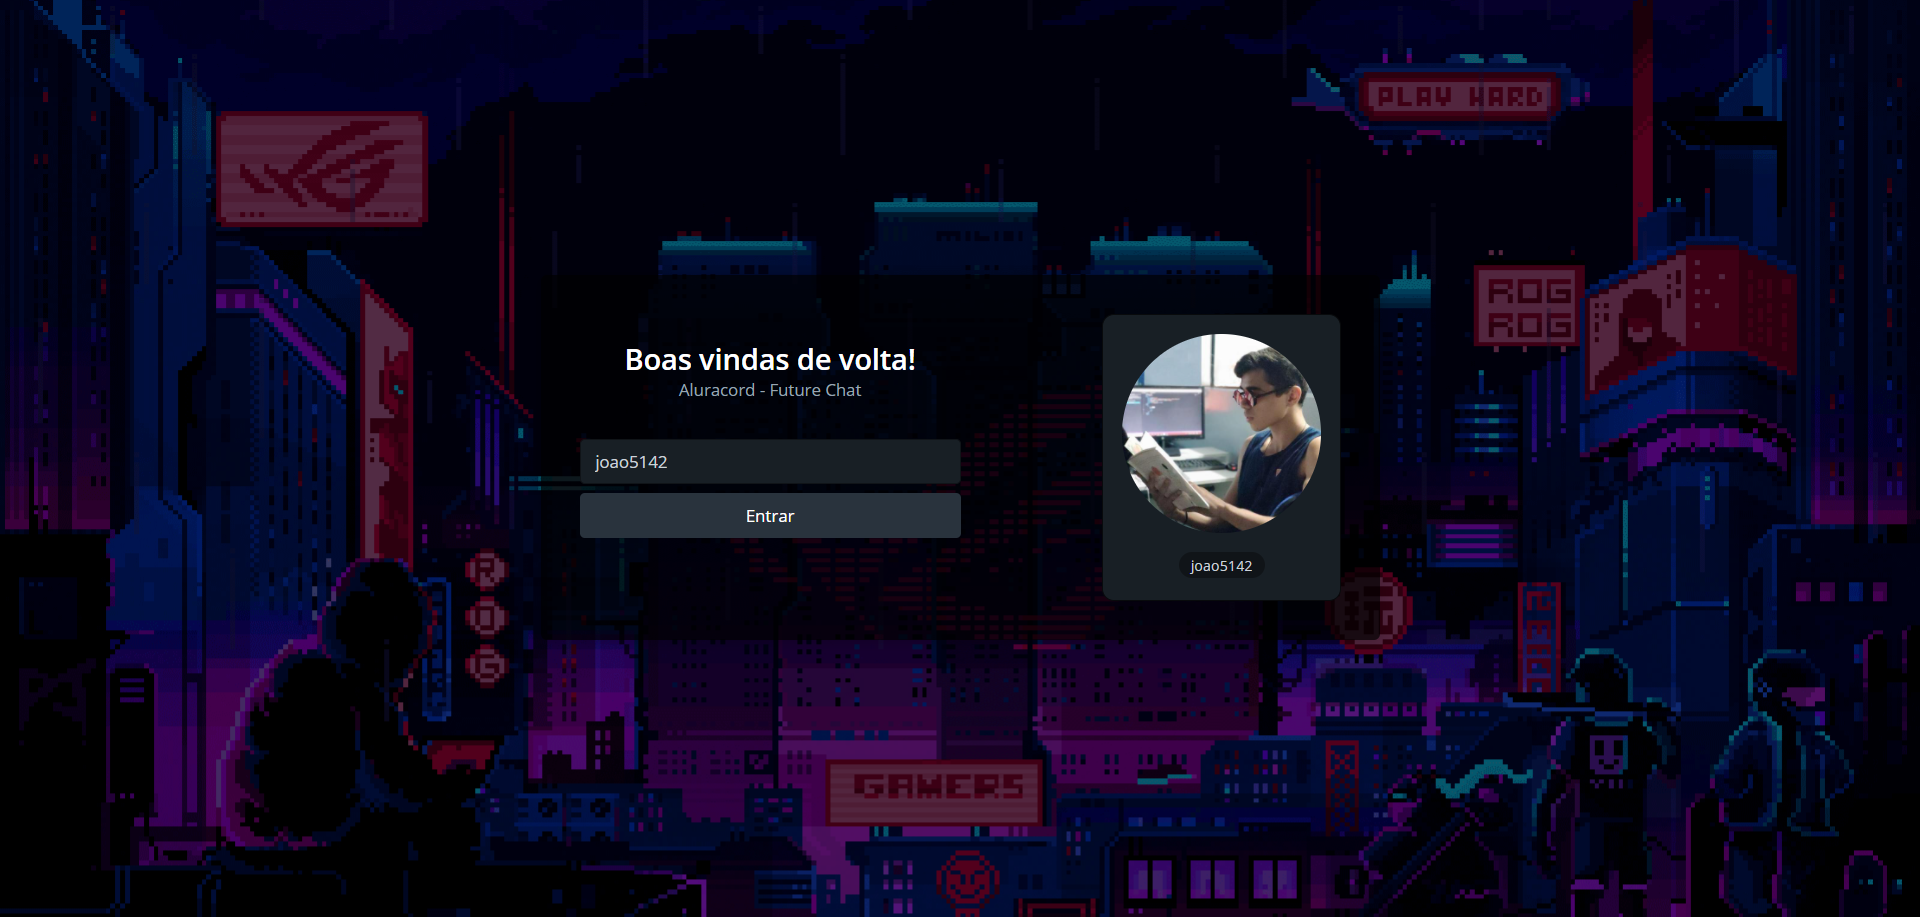 PLAY HARD
ROG
ROG
Boas vindas de volta!
Aluracord - Future Chat
joao5142
Entrar
joao5142
R
O
G
GAMERS